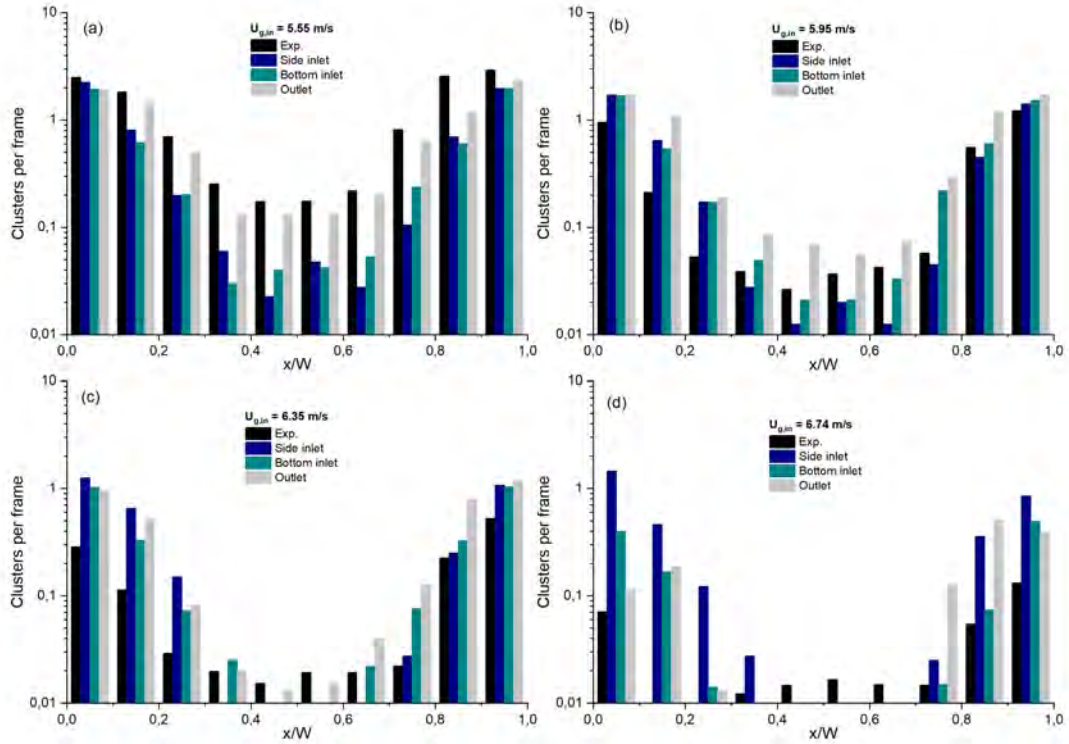 (a)
U_g,in = 5.55 m/s
Exp.
Side inlet
Bottom inlet
Outlet
Clusters per frame
10
1
0,1
0,01
0,0 0,2 0,4 0,6 0,8 1,0
x/W
(b)
U_g,in = 5.95 m/s
Exp.
Side inlet
Bottom inlet
Outlet
Clusters per frame
10
1
0,1
0,01
0,0 0,2 0,4 0,6 0,8 1,0
x/W
(c)
U_g,in = 6.35 m/s
Exp.
Side inlet
Bottom inlet
Outlet
Clusters per frame
10
1
0,1
0,01
0,0 0,2 0,4 0,6 0,8 1,0
x/W
(d)
U_g,in = 6.74 m/s
Exp.
Side inlet
Bottom inlet
Outlet
Clusters per frame
10
1
0,1
0,01
0,0 0,2 0,4 0,6 0,8 1,0
x/W